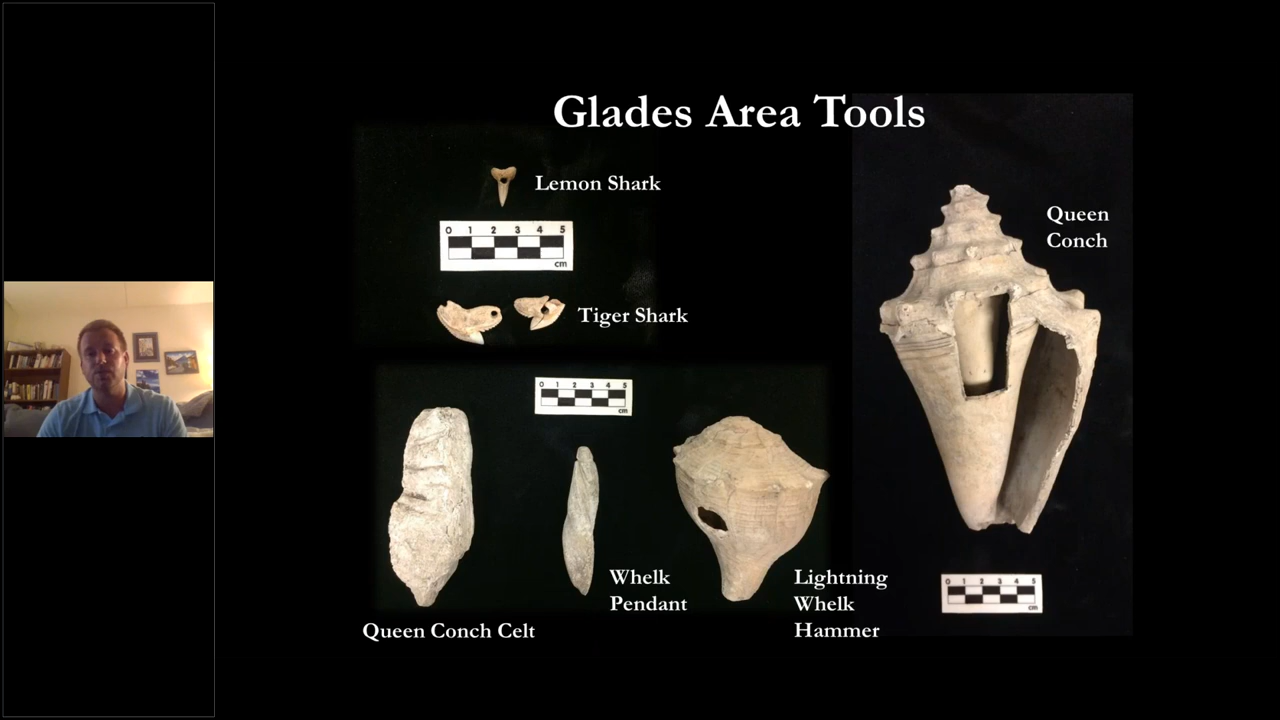 Glades Area Tools
Lemon Shark
0 1 2 3 4 5
cm
Tiger Shark
Queen
Conch
0 1 2 3 4 5
cm
Whelk
Pendant
Lightning
Whelk
Hammer
Queen Conch Celt
0 1 2 3 4 5
cm